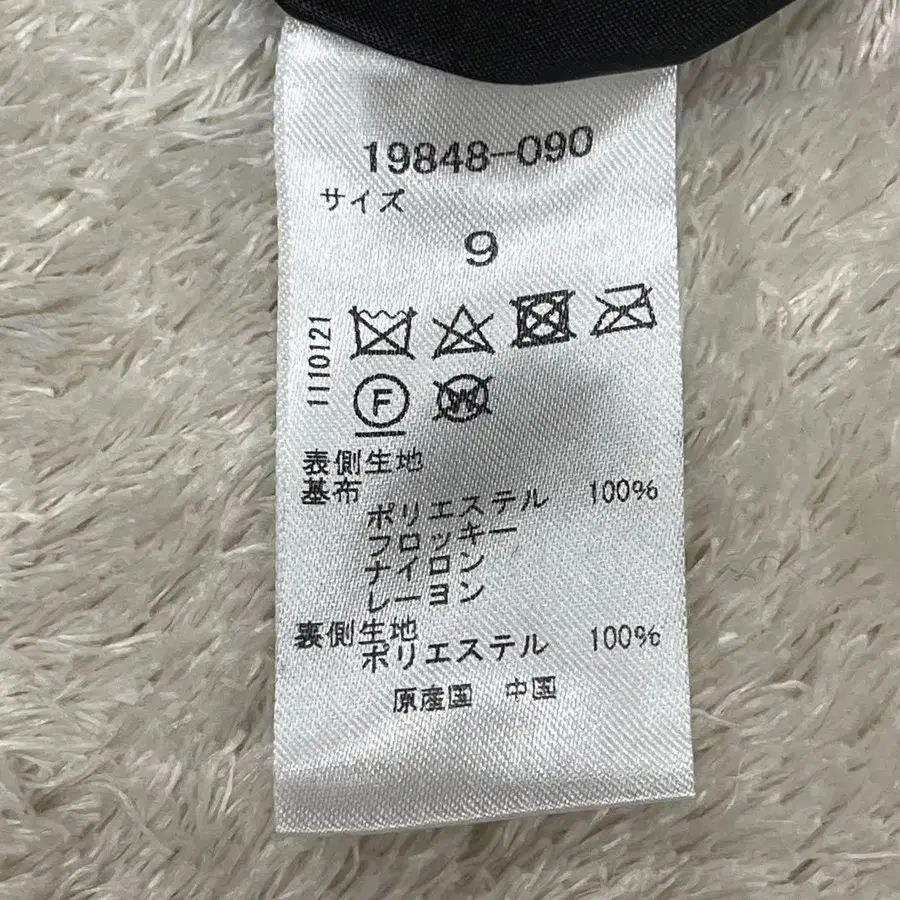 19848-090
サイズ
9
1110121
F
W
表側生地
基布
ポリエステル 100%
フロッキー
ナイロン
レーヨン
裏側生地
ポリエステル 100%
原産国 中国